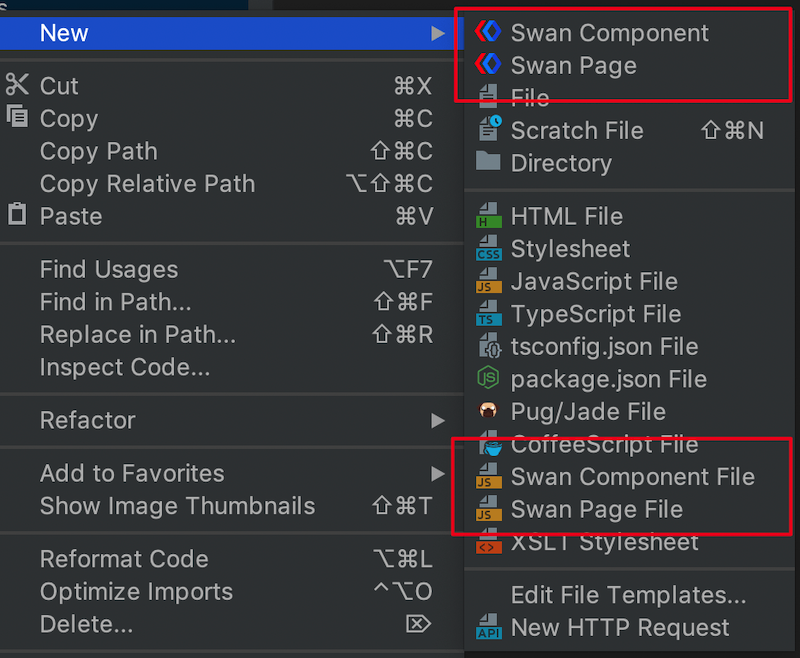 New ▶
Cut ⌘X
Copy ⌘C
Copy Path ⇧⌘C
Copy Relative Path ⌥⇧⌘C
Paste ⌘V
Find Usages ⌥F7
Find in Path... ⇧⌘F
Replace in Path... ⇧⌘R
Inspect Code...
Refactor ▶
Add to Favorites ▶
Show Image Thumbnails ⇧⌘T
Reformat Code ⌥⌘L
Optimize Imports ^⌥O
Delete... ⌦
Swan Component
Swan Page
File
Scratch File ⇧⌘N
Directory
H HTML File
CSS Stylesheet
JS JavaScript File
TS TypeScript File
tsconfig.json File
JS package.json File
Pug/Jade File
CoffeeScript File
JS Swan Component File
JS Swan Page File
<> XSLT Stylesheet
Edit File Templates...
API New HTTP Request